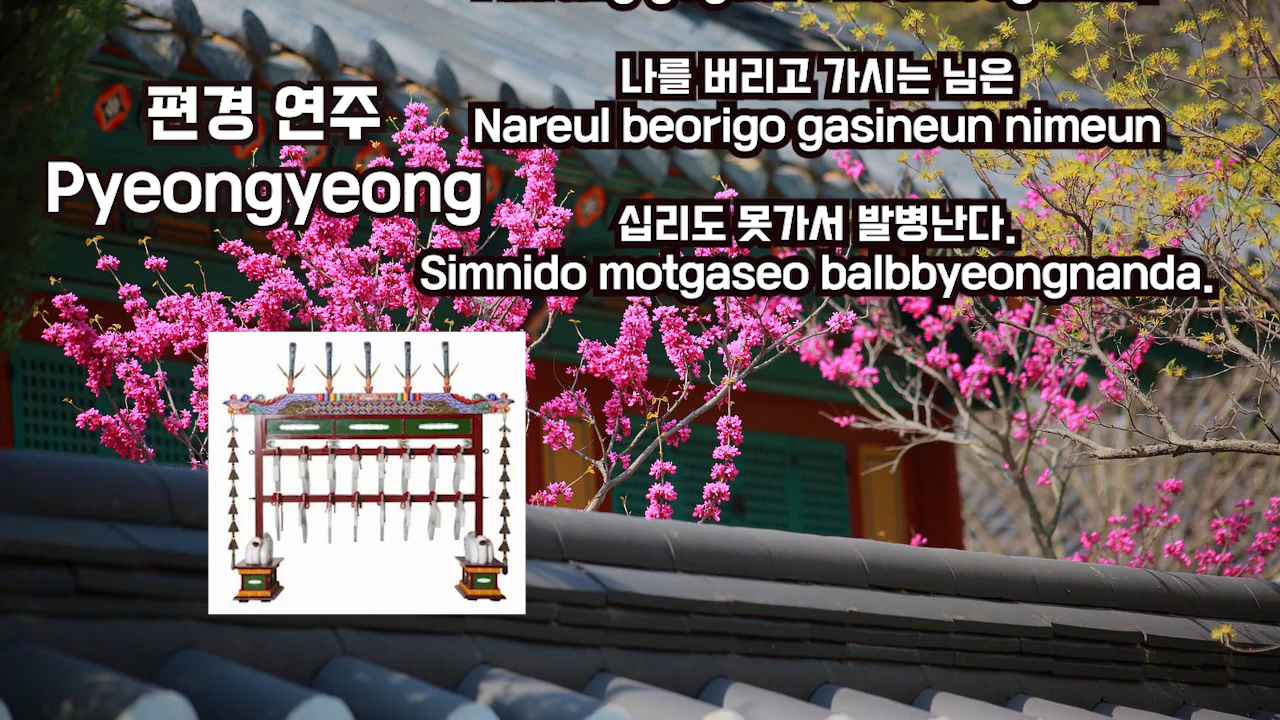 나를 버리고 가시는 님은
Nareul beorigo gasineun nimeun
편경 연주
Pyeongyeong
십리도 못가서 발병난다.
Simnido motgaseo balbbyeongnanda.